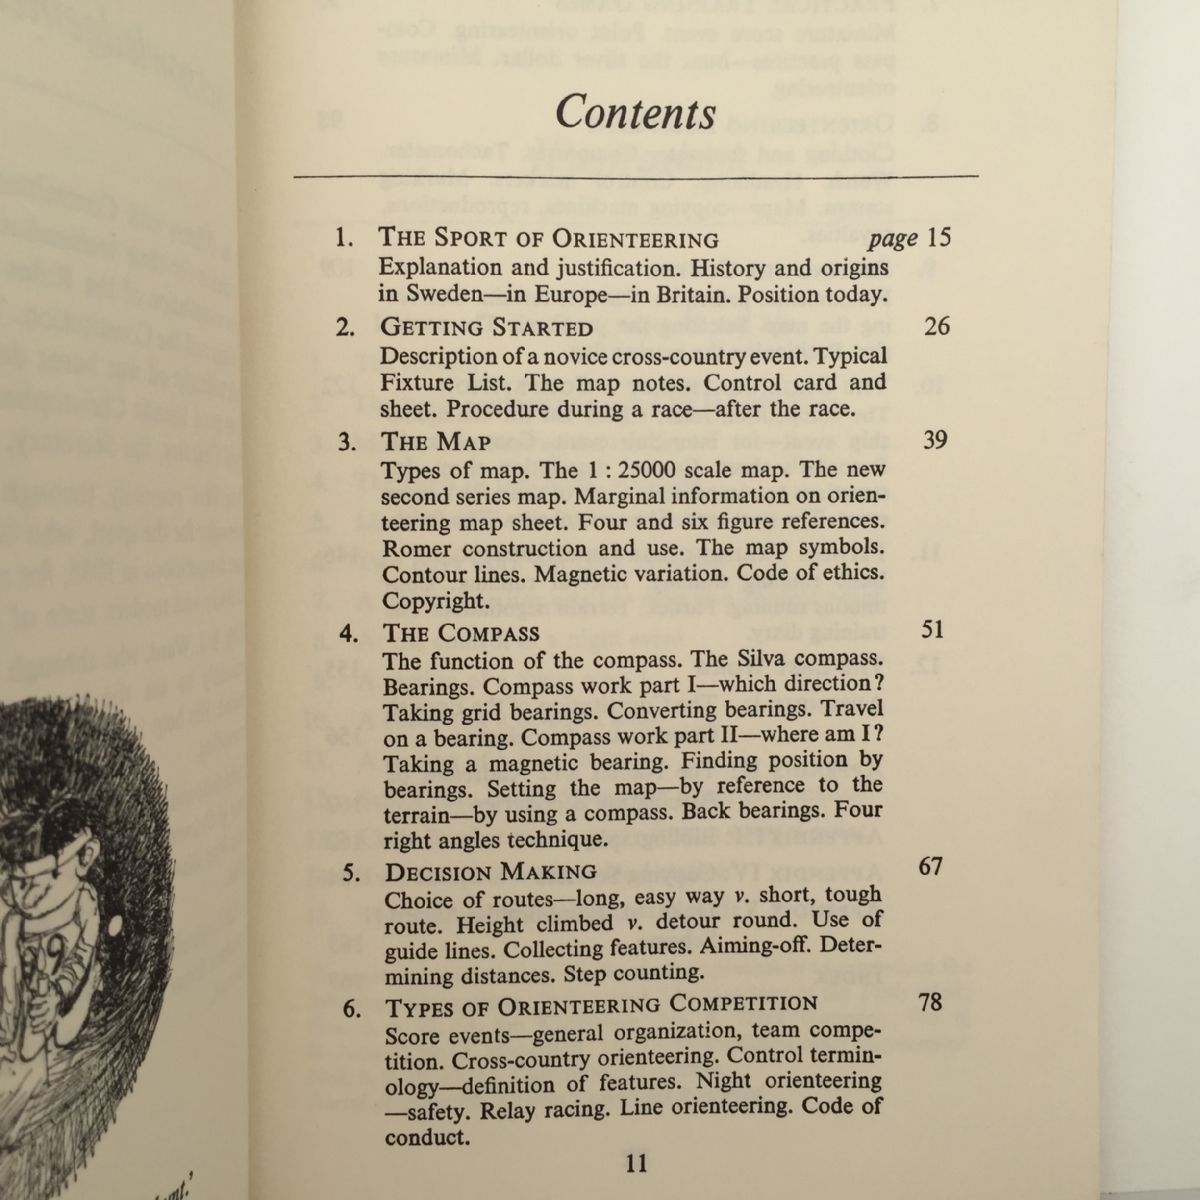 Contents
1. THE SPORT OF ORIENTEERING page 15
Explanation and justification. History and origins
in Sweden—in Europe—in Britain. Position today.
2. GETTING STARTED 26
Description of a novice cross-country event. Typical
Fixture List. The map notes. Control card and
sheet. Procedure during a race—after the race.
3. THE MAP 39
Types of map. The 1 : 25000 scale map. The new
second series map. Marginal information on orien-
teering map sheet. Four and six figure references.
Romer construction and use. The map symbols.
Contour lines. Magnetic variation. Code of ethics.
Copyright.
4. THE COMPASS 51
The function of the compass. The Silva compass.
Bearings. Compass work part I—which direction?
Taking grid bearings. Converting bearings. Travel
on a bearing. Compass work part II—where am I?
Taking a magnetic bearing. Finding position by
bearings. Setting the map—by reference to the
terrain—by using a compass. Back bearings. Four
right angles technique.
5. DECISION MAKING 67
Choice of routes—long, easy way v. short, tough
route. Height climbed v. detour round. Use of
guide lines. Collecting features. Aiming-off. Deter-
mining distances. Step counting.
6. TYPES OF ORIENTEERING COMPETITION 78
Score events—general organization, team compe-
tition. Cross-country orienteering. Control termin-
ology—definition of features. Night orienteering
—safety. Relay racing. Line orienteering. Code of
conduct.
11